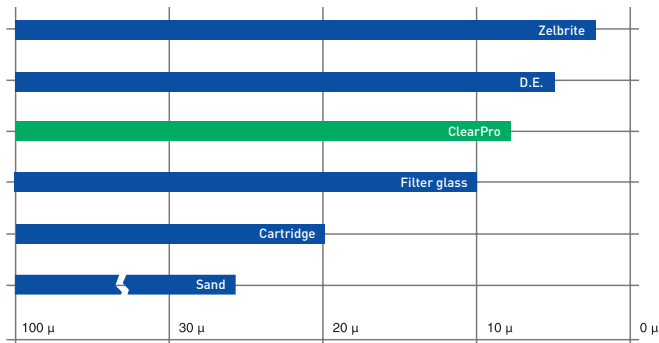 Zelbrite
D.E.
ClearPro
Filter glass
Cartridge
Sand
100 μ 30 μ 20 μ 10 μ 0 μ